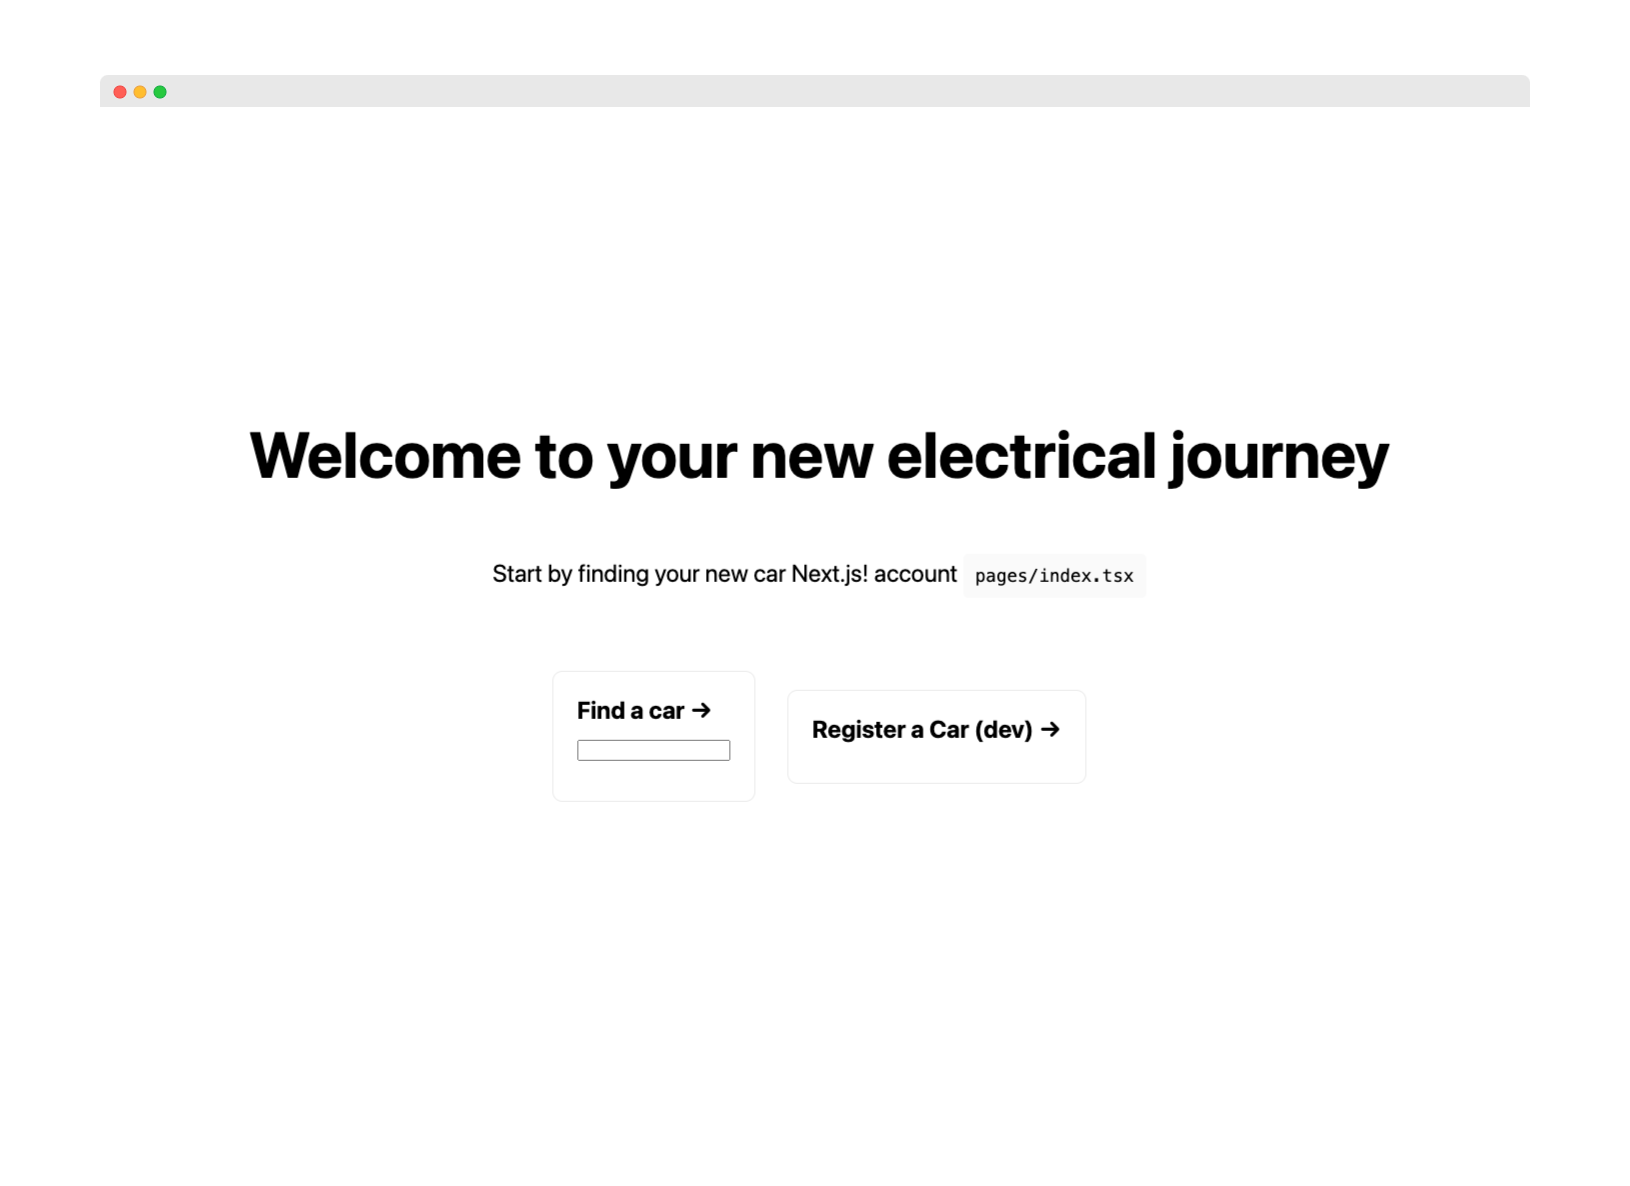 Welcome to your new electrical journey
Start by finding your new car Next.js! account pages/index.tsx
Find a car →
Register a Car (dev) →